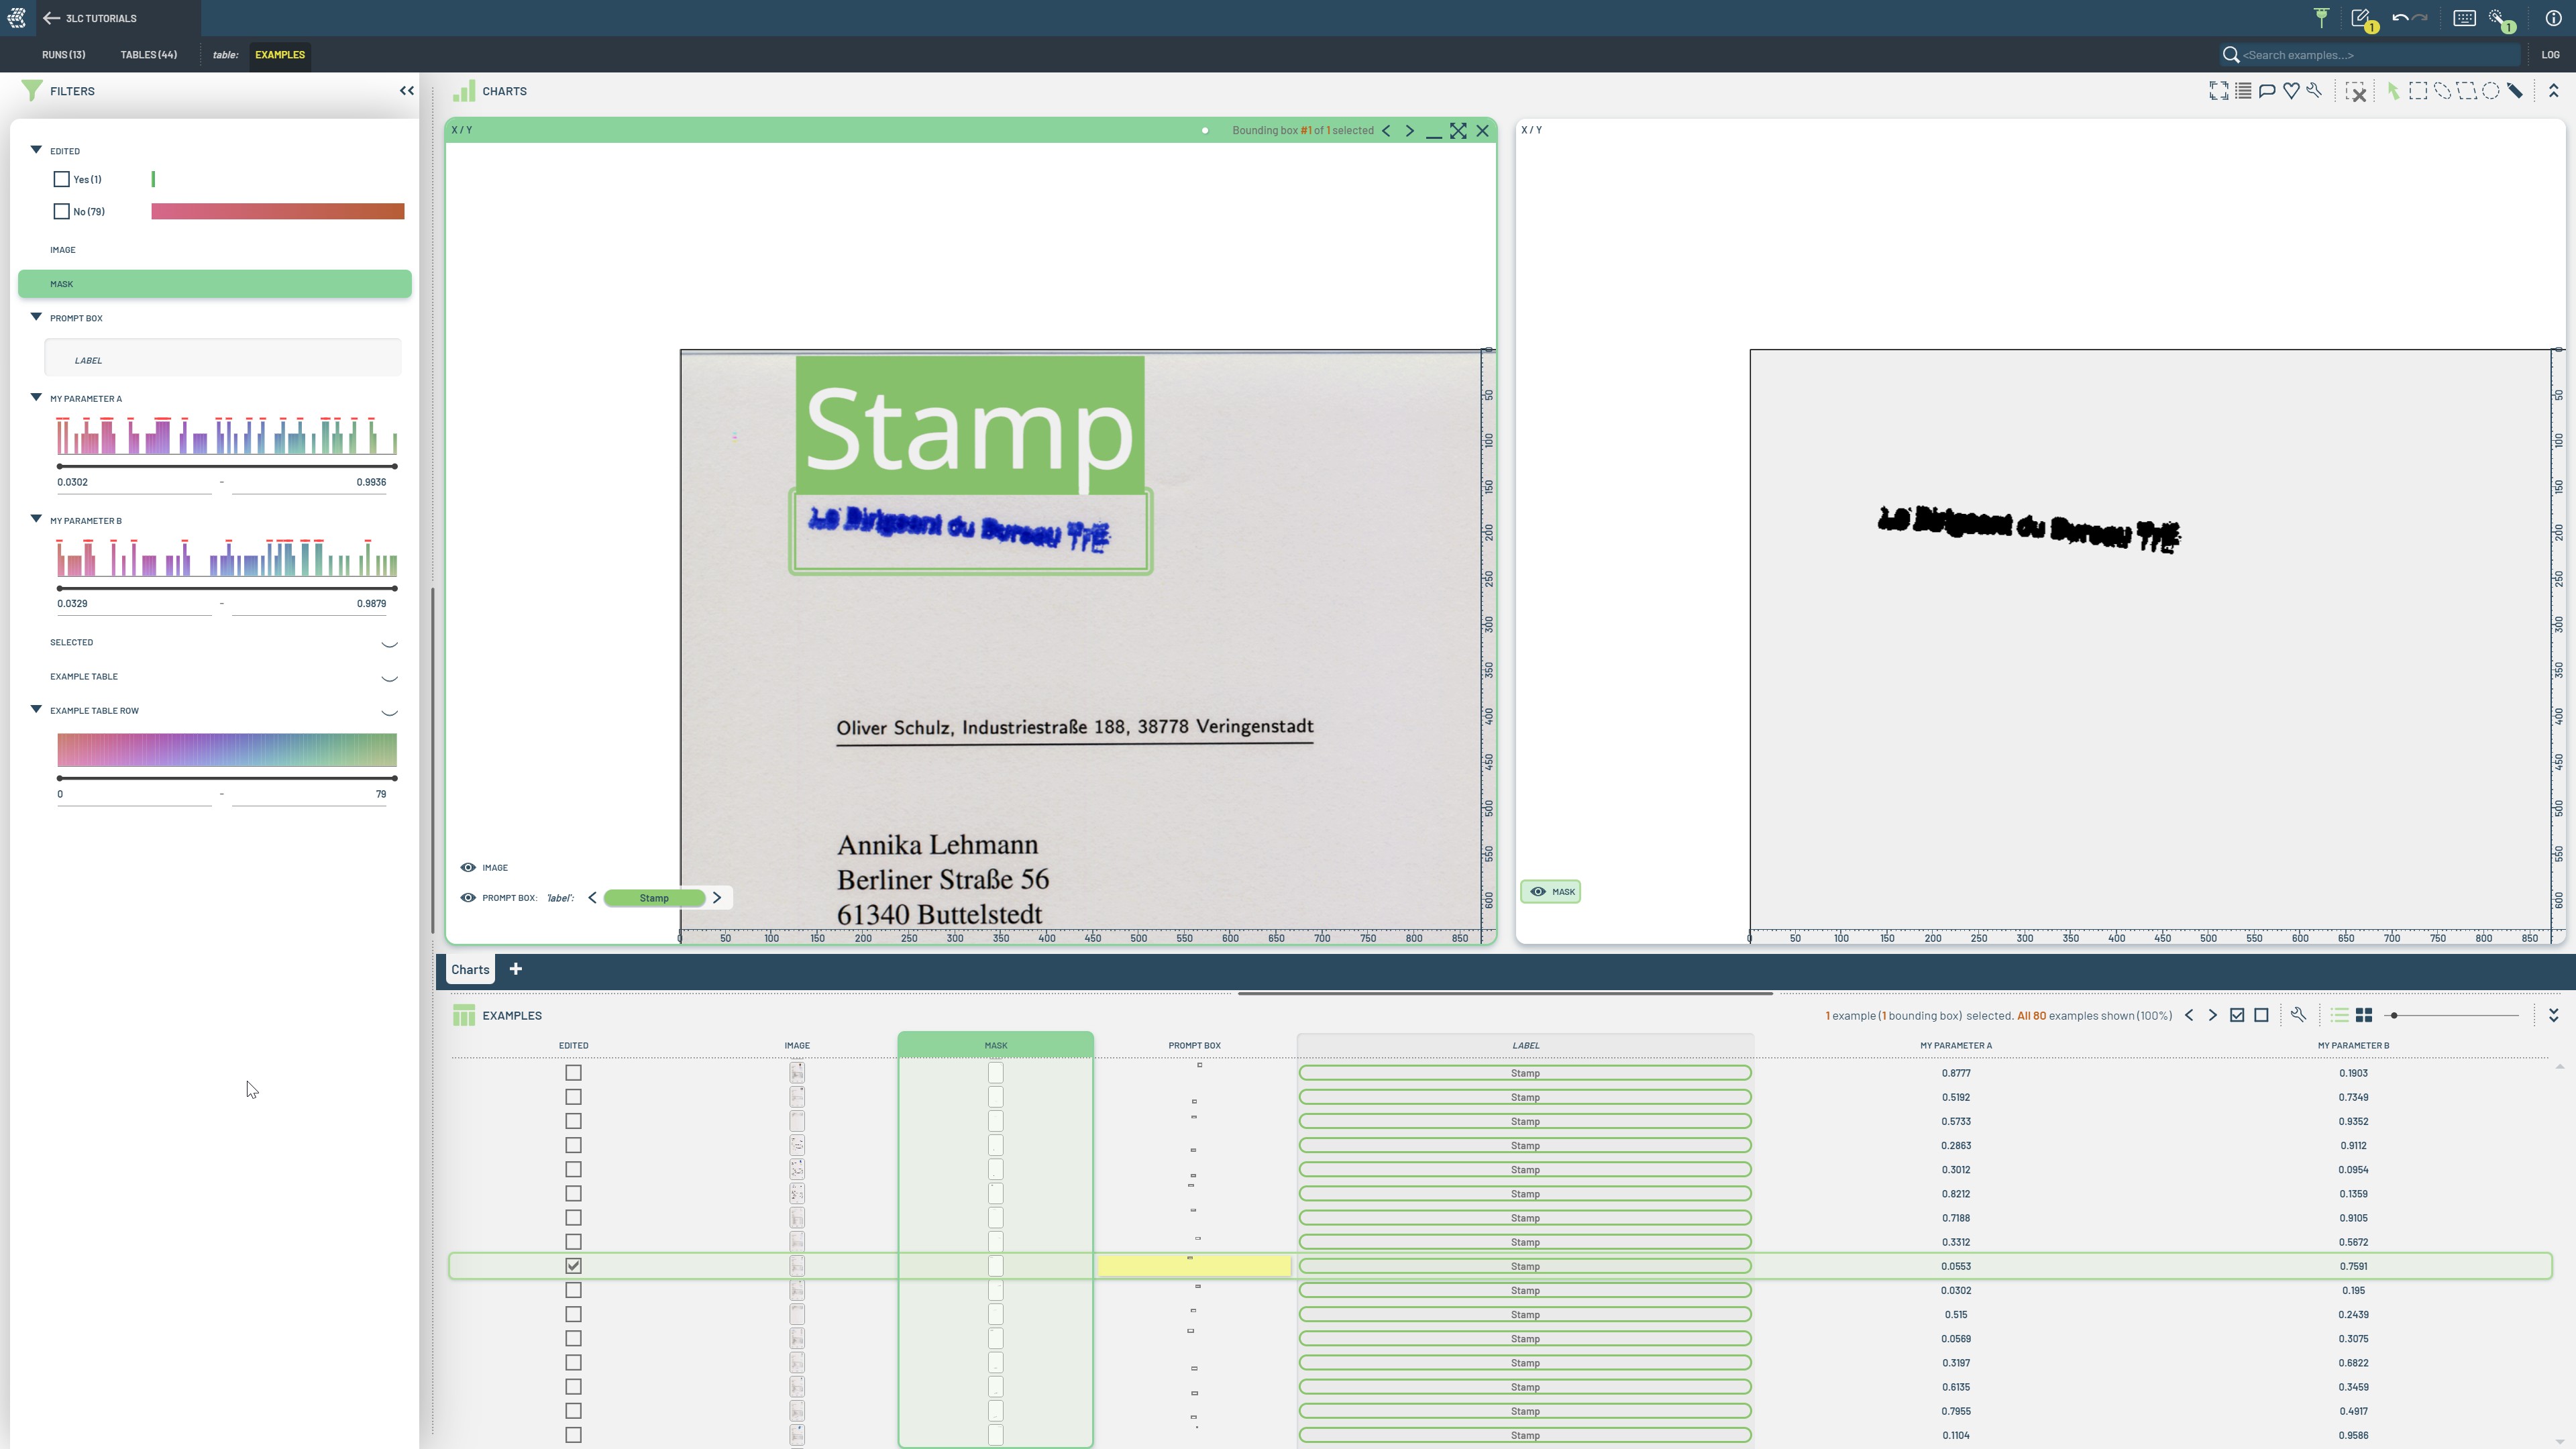 3LC TUTORIALS
1
1
RUNS (13)
TABLES (44)
table:
EXAMPLES
<Search examples...>
LOG
FILTERS
EDITED
Yes (1)
No (79)
IMAGE
MASK
PROMPT BOX
LABEL
MY PARAMETER A
0.0302 - 0.9936
MY PARAMETER B
0.0329 - 0.9879
SELECTED
EXAMPLE TABLE
EXAMPLE TABLE ROW
0 - 79
CHARTS
X / Y
Bounding box #1 of 1 selected
Stamp
Le Dirigeant du Bureau TrE
Oliver Schulz, Industriestraße 188, 38778 Veringenstadt
Annika Lehmann
Berliner Straße 56
61340 Buttelstedt
IMAGE
PROMPT BOX: 'label': Stamp
0 50 100 150 200 250 300 350 400 450 500 550 600
0 50 100 150 200 250 300 350 400 450 500 550 600 650 700 750 800 850
X / Y
Le Dirigeant du Bureau TrE
MASK
0 50 100 150 200 250 300 350 400 450 500 550 600
0 50 100 150 200 250 300 350 400 450 500 550 600 650 700 750 800 850
Charts
EXAMPLES
1 example (1 bounding box) selected. All 80 examples shown (100%)
EDITED IMAGE MASK PROMPT BOX LABEL MY PARAMETER A MY PARAMETER B
Stamp 0.8777 0.1903
Stamp 0.5192 0.7349
Stamp 0.5733 0.9352
Stamp 0.2863 0.9112
Stamp 0.3012 0.0954
Stamp 0.8212 0.1359
Stamp 0.7188 0.9105
Stamp 0.3312 0.5672
Stamp 0.0553 0.7591
Stamp 0.0302 0.195
Stamp 0.515 0.2439
Stamp 0.0569 0.3075
Stamp 0.3197 0.6822
Stamp 0.6135 0.3459
Stamp 0.7955 0.4917
Stamp 0.1104 0.9586